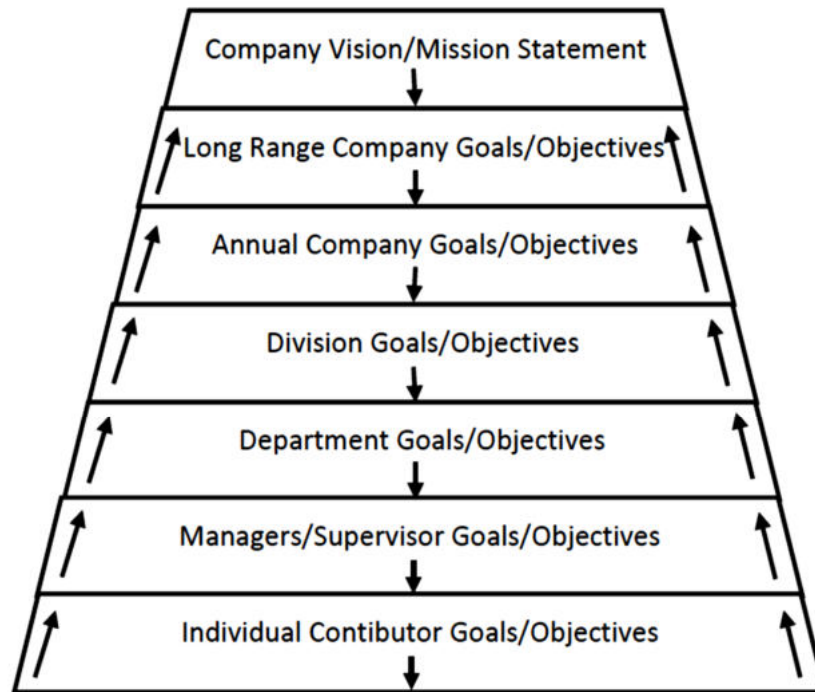 Company Vision/Mission Statement
Long Range Company Goals/Objectives
Annual Company Goals/Objectives
Division Goals/Objectives
Department Goals/Objectives
Managers/Supervisor Goals/Objectives
Individual Contibutor Goals/Objectives